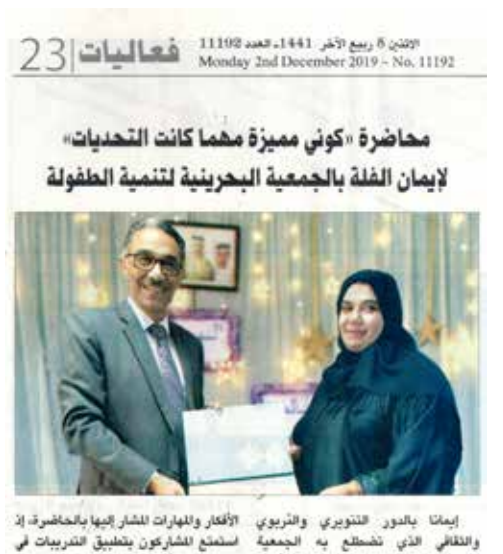 الاثنين 5 ربيع الآخر 1441ـ العدد 11192
Monday 2nd December 2019 – No. 11192
فعاليات|23
محاضرة «كوني مميزة مهما كانت التحديات»
لإيمان الفلة بالجمعية البحرينية لتنمية الطفولة
إيمانا بالدور التنويري والتربوي
والثقافي الذي تضطلع به الجمعية
الأفكار والمهارات المشار إليها بالحاضرة، إذ
استمتع المشاركون بتطبيق التدريبات في